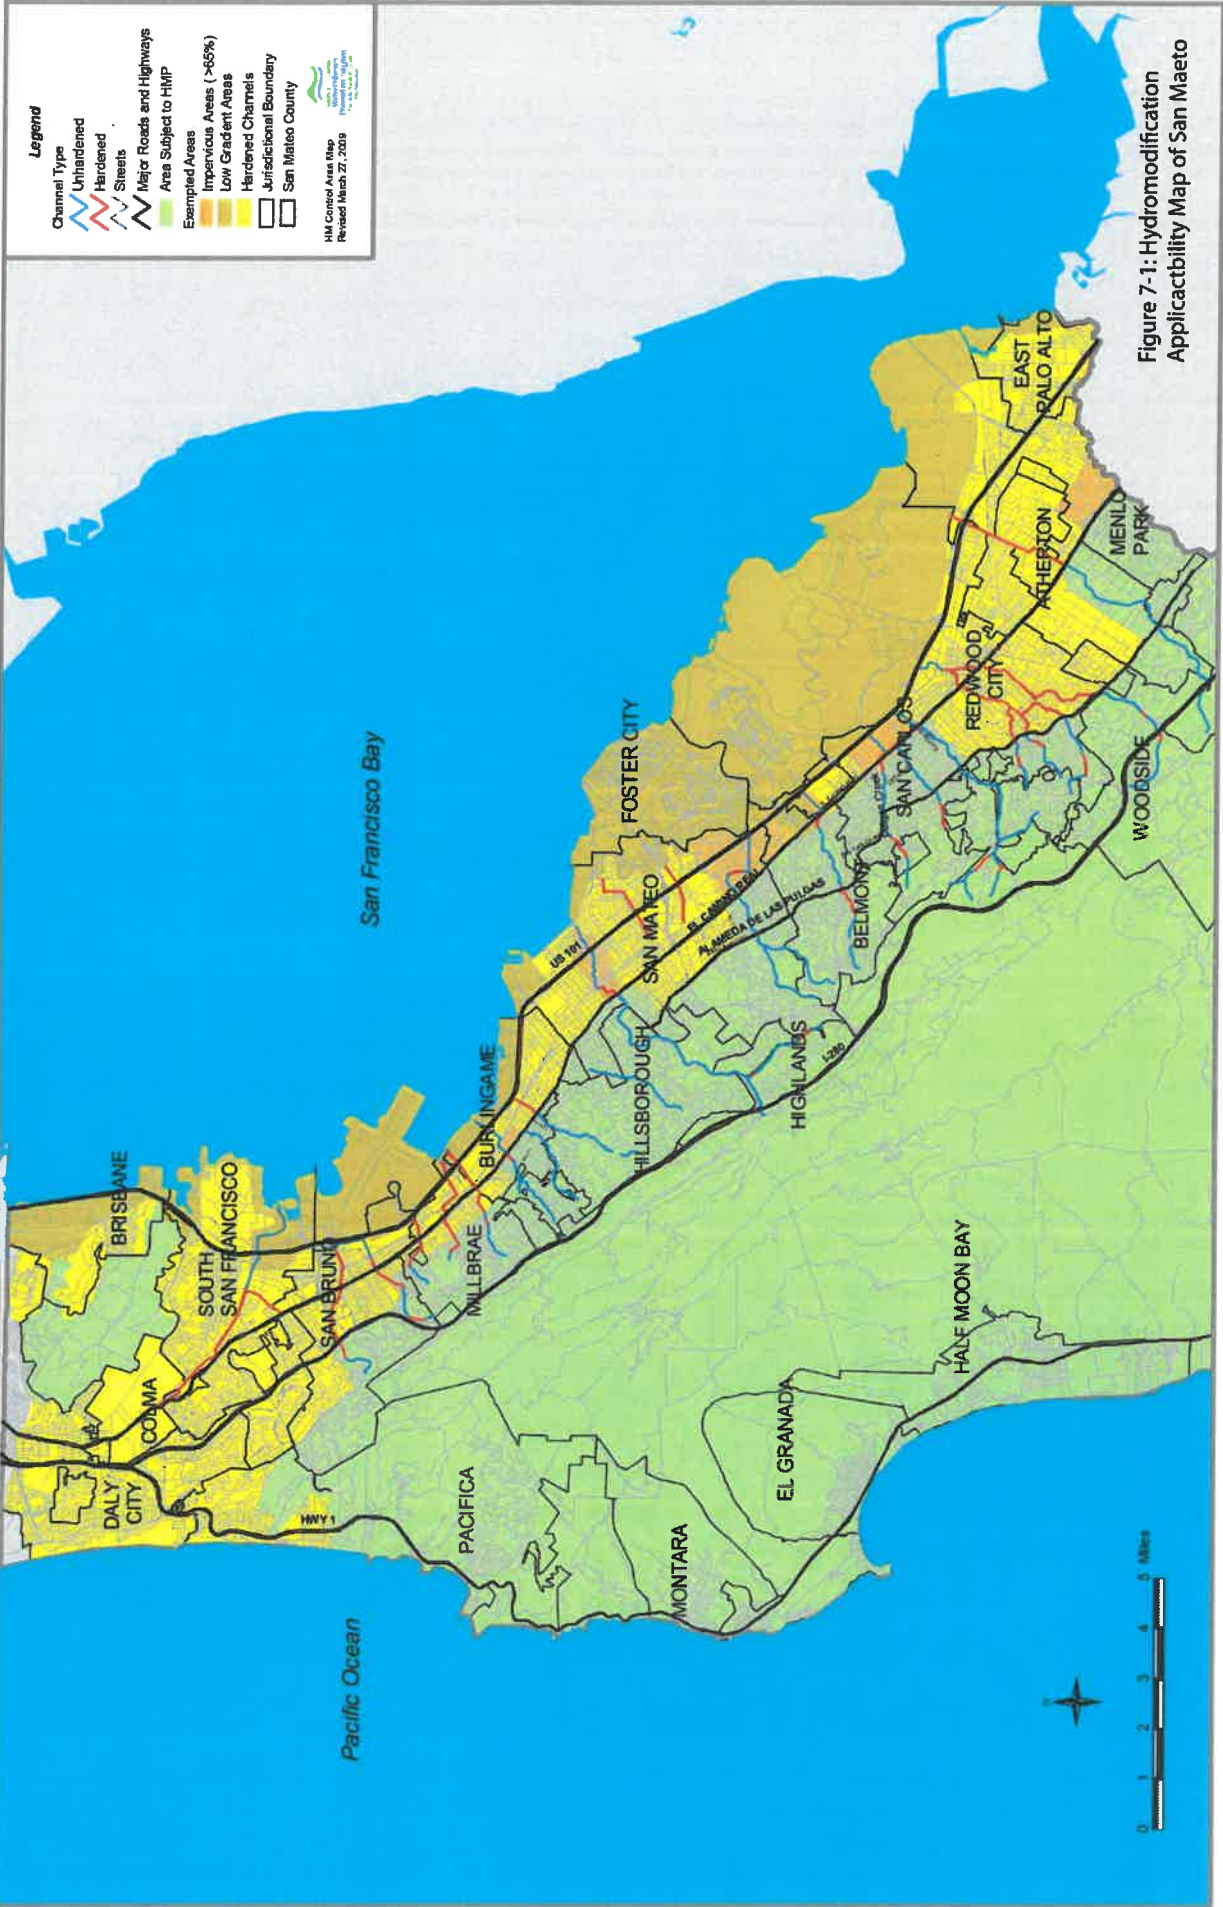 Legend
Channel Type
Unhardened
Hardened
Streets
Major Roads and Highways
Area Subject to HMP
Exempted Areas
Impervious Areas ( >65%)
Low Gradient Areas
Hardened Channels
Jurisdictional Boundary
San Mateo County
HM Control Area Map
Revised March 27, 2009
San Francisco Bay
Pacific Ocean
BRISBANE
SOUTH
SAN FRANCISCO
COLMA
DALY
CITY
SAN BRUNO
HWY 1
PACIFICA
MILLBRAE
BURLINGAME
HILLSBOROUGH
US 101
SAN MATEO
EL CAMINO REAL
ALAMEDA DE LAS PULGAS
FOSTER CITY
HIGHLANDS
I-280
BELMONT
SAN CARLOS
REDWOOD
CITY
ATHERTON
EAST
PALO ALTO
MENLO
PARK
WOODSIDE
MONTARA
EL GRANADA
HALF MOON BAY
0 1 2 3 4 5 Miles
Figure 7-1: Hydromodification
Applicactbility Map of San Maeto